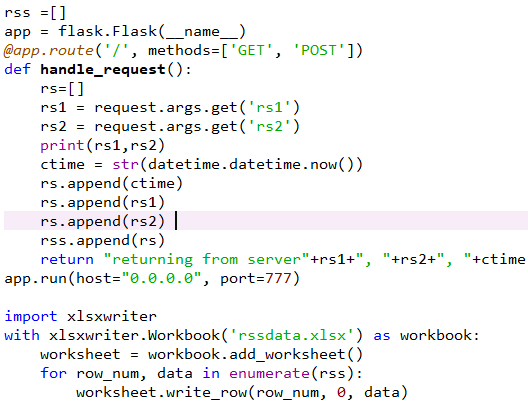 rss =[]
app = flask.Flask(__name__)
@app.route('/', methods=['GET', 'POST'])
def handle_request():
    rs=[]
    rs1 = request.args.get('rs1')
    rs2 = request.args.get('rs2')
    print(rs1,rs2)
    ctime = str(datetime.datetime.now())
    rs.append(ctime)
    rs.append(rs1)
    rs.append(rs2)
    rss.append(rs)
    return "returning from server"+rs1+", "+rs2+", "+ctime
app.run(host="0.0.0.0", port=777)

import xlsxwriter
with xlsxwriter.Workbook('rssdata.xlsx') as workbook:
    worksheet = workbook.add_worksheet()
    for row_num, data in enumerate(rss):
        worksheet.write_row(row_num, 0, data)